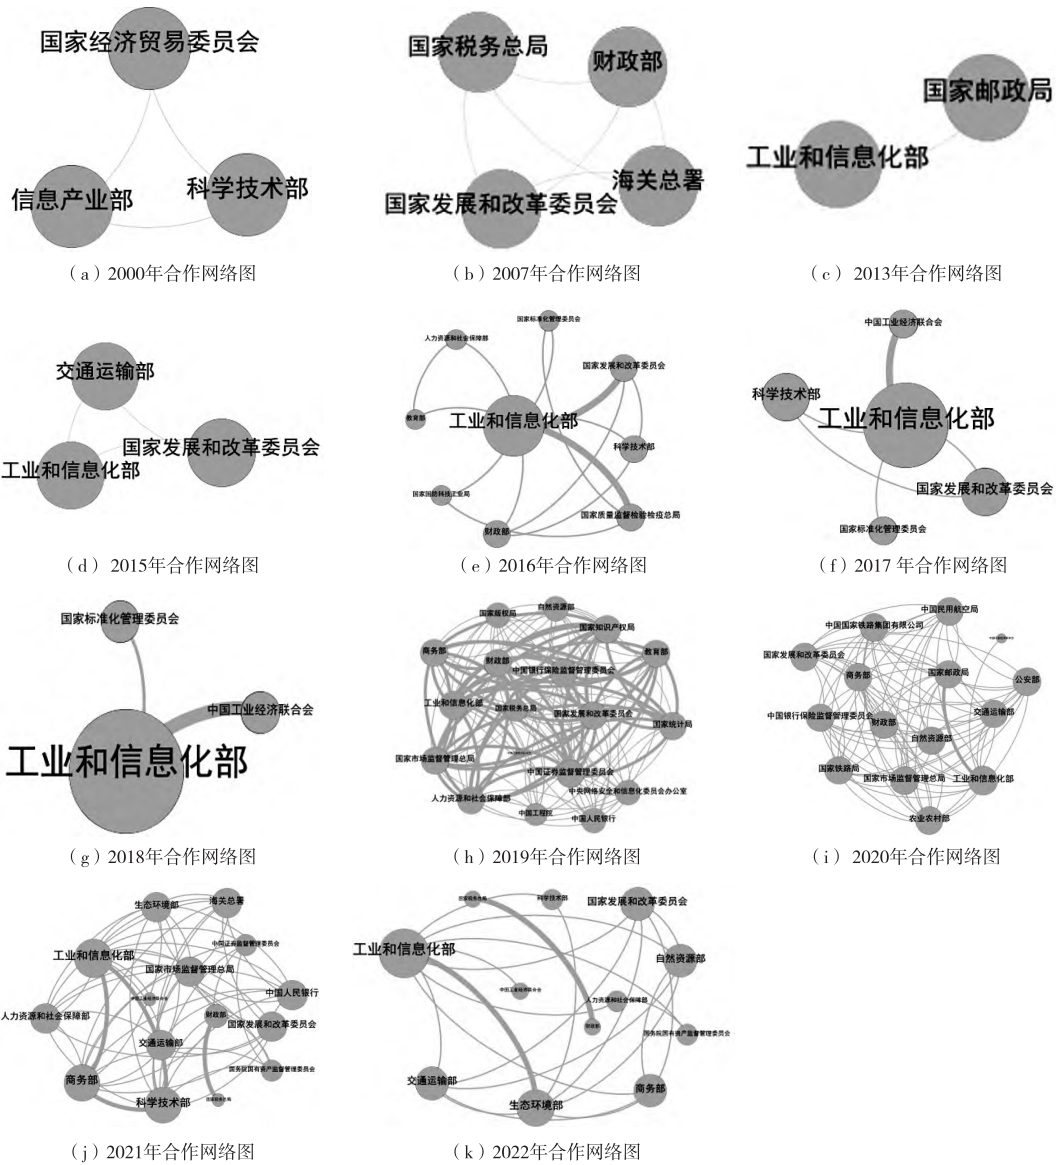 国家经济贸易委员会
信息产业部
科学技术部
（a）2000年合作网络图
国家税务总局
财政部
海关总署
国家发展和改革委员会
（b）2007年合作网络图
国家邮政局
工业和信息化部
（c） 2013年合作网络图
交通运输部
国家发展和改革委员会
工业和信息化部
（d） 2015年合作网络图
国家标准化管理委员会
人力资源和社会保障部
国家发展和改革委员会
教育部
工业和信息化部
科学技术部
国家国防科技工业局
国家质量监督检验检疫总局
财政部
（e）2016年合作网络图
中国工业经济联合会
科学技术部
工业和信息化部
国家发展和改革委员会
国家标准化管理委员会
（f）2017 年合作网络图
国家标准化管理委员会
中国工业经济联合会
工业和信息化部
（g）2018年合作网络图
自然资源部
国家版权局
国家知识产权局
商务部
教育部
财政部
中国银行保险监督管理委员会
工业和信息化部
国家税务总局
国家发展和改革委员会
国家统计局
国家市场监督管理总局
中国证券监督管理委员会
人力资源和社会保障部
中央网络安全和信息化委员会办公室
中国工程院
中国人民银行
（h）2019年合作网络图
中国民用航空局
中国国家铁路集团有限公司
国家发展和改革委员会
商务部
国家邮政局
公安部
中国银行保险监督管理委员会
财政部
交通运输部
自然资源部
国家铁路局
国家市场监督管理总局
工业和信息化部
农业农村部
（i） 2020年合作网络图
生态环境部
海关总署
工业和信息化部
中国证券监督管理委员会
国家市场监督管理总局
中国工业经济联合会
中国人民银行
人力资源和社会保障部
财政部
国家发展和改革委员会
交通运输部
国务院国有资产监督管理委员会
商务部
科学技术部
国家税务总局
（j）2021年合作网络图
国家税务总局
科学技术部
国家发展和改革委员会
工业和信息化部
自然资源部
中国工业经济联合会
人力资源和社会保障部
财政部
国务院国有资产监督管理委员会
交通运输部
商务部
生态环境部
（k）2022年合作网络图